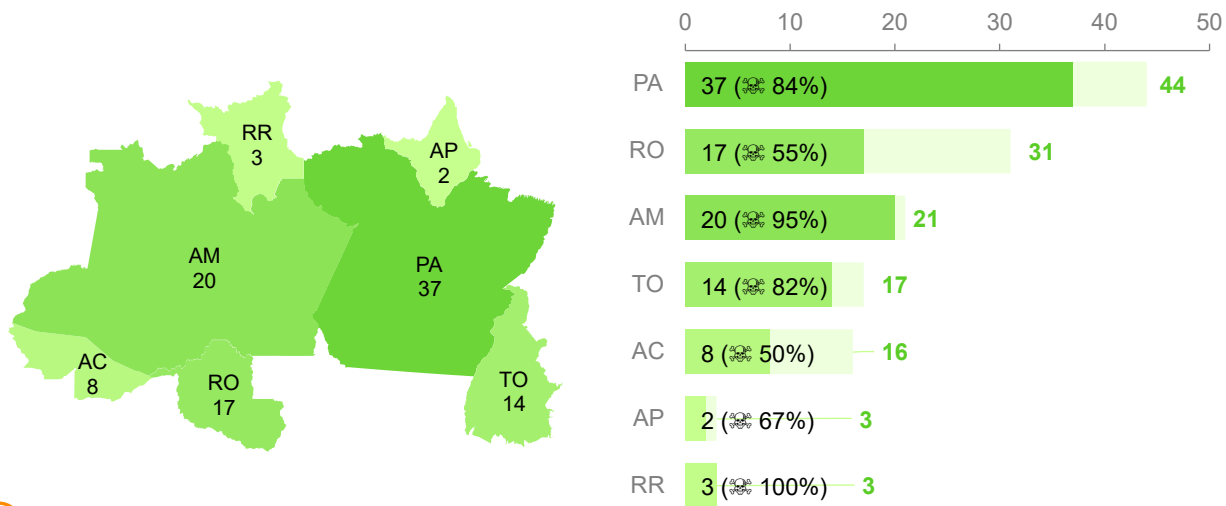 RR
3
AP
2
AM
20
PA
37
AC
8
RO
17
TO
14
0 10 20 30 40 50
PA 37 (☠ 84%) 44
RO 17 (☠ 55%) 31
AM 20 (☠ 95%) 21
TO 14 (☠ 82%) 17
AC 8 (☠ 50%) 16
AP 2 (☠ 67%) 3
RR 3 (☠ 100%) 3